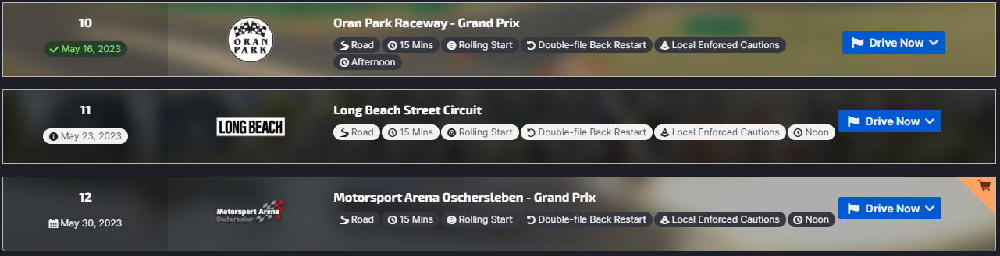 10
May 16, 2023
ORAN
PARK
Oran Park Raceway - Grand Prix
Road 15 Mins Rolling Start Double-file Back Restart Local Enforced Cautions
Afternoon
Drive Now
11
May 23, 2023
LONG BEACH
Long Beach Street Circuit
Road 15 Mins Rolling Start Double-file Back Restart Local Enforced Cautions Noon
Drive Now
12
May 30, 2023
Motorsport Arena
Oschersleben
Motorsport Arena Oschersleben - Grand Prix
Road 15 Mins Rolling Start Double-file Back Restart Local Enforced Cautions Noon
Drive Now